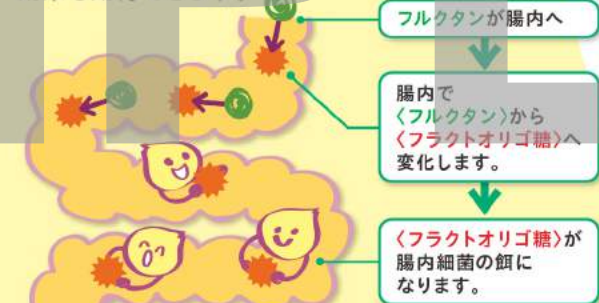 フルクタンが腸内へ
腸内で
〈フルクタン〉から
〈フラクトオリゴ糖〉へ
変化します。
〈フラクトオリゴ糖〉が
腸内細菌の餌に
なります。